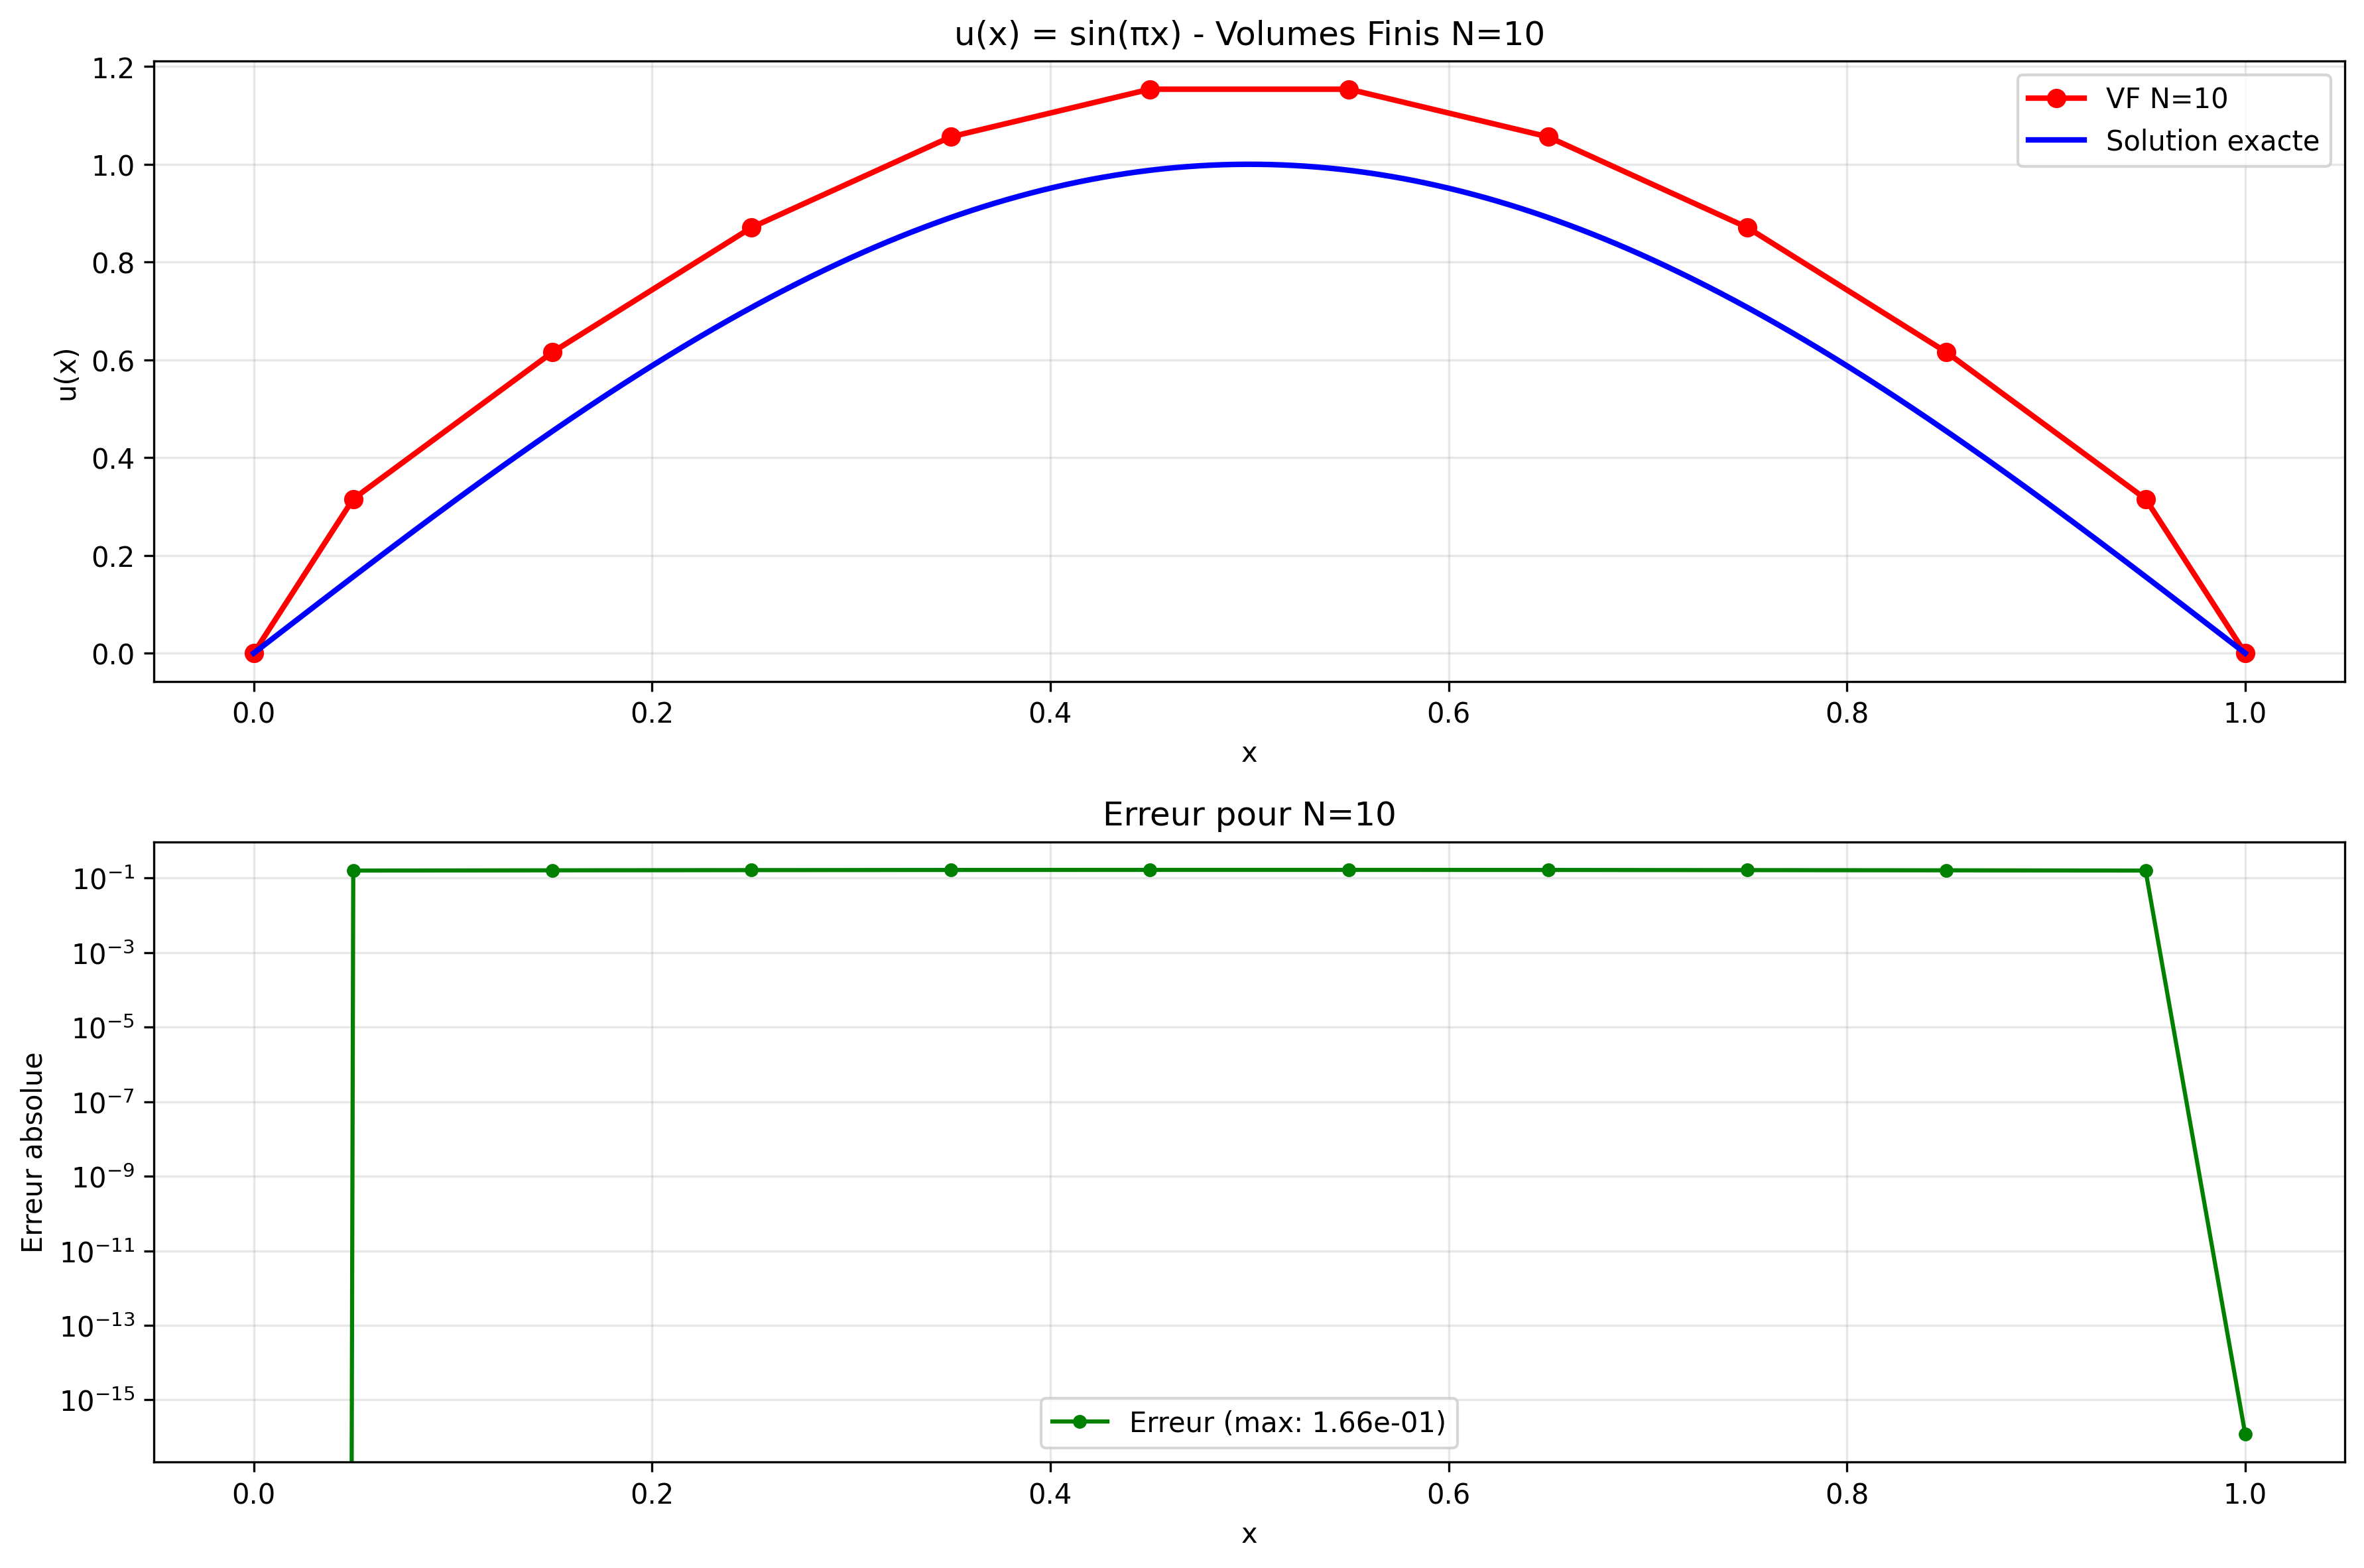 u(x) = sin(πx) - Volumes Finis N=10
1.2
1.0
0.8
0.6
0.4
0.2
0.0
u(x)
VF N=10
Solution exacte
0.0 0.2 0.4 0.6 0.8 1.0
x
Erreur pour N=10
10⁻¹
10⁻³
10⁻⁵
10⁻⁷
10⁻⁹
10⁻¹¹
10⁻¹³
10⁻¹⁵
Erreur absolue
Erreur (max: 1.66e-01)
0.0 0.2 0.4 0.6 0.8 1.0
x